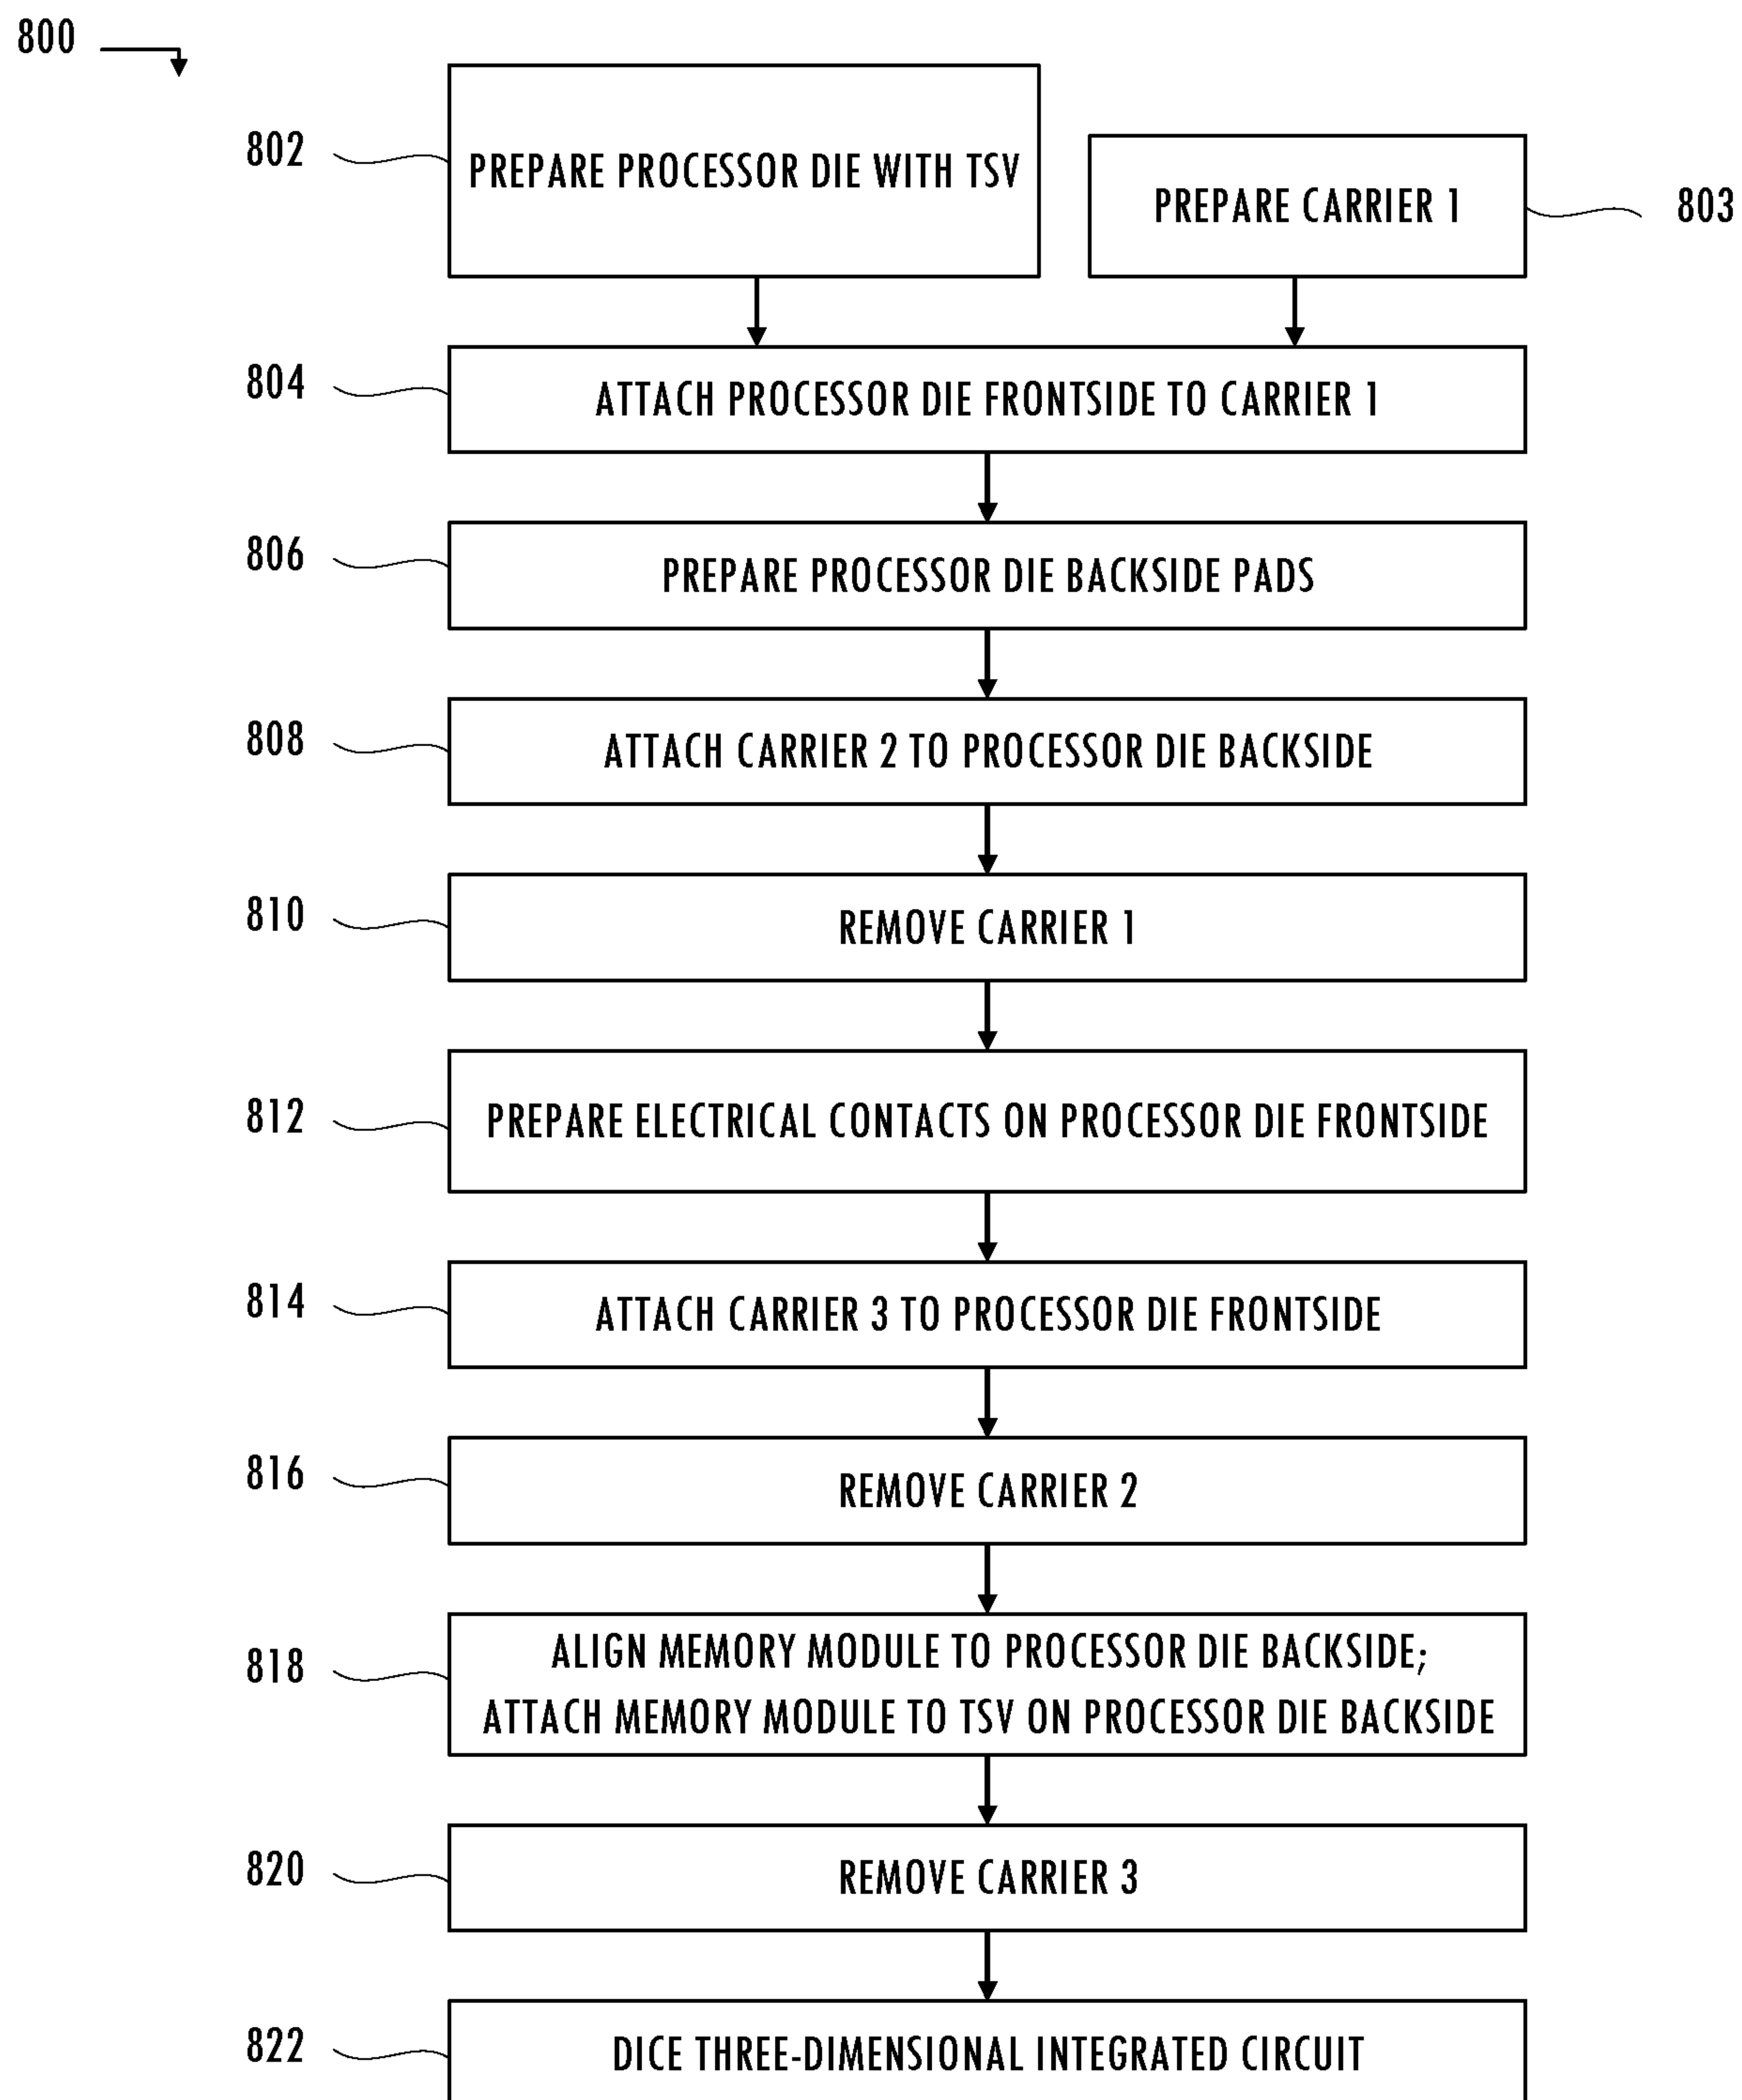 800
802
PREPARE PROCESSOR DIE WITH TSV
PREPARE CARRIER 1
803
804
ATTACH PROCESSOR DIE FRONTSIDE TO CARRIER 1
806
PREPARE PROCESSOR DIE BACKSIDE PADS
808
ATTACH CARRIER 2 TO PROCESSOR DIE BACKSIDE
810
REMOVE CARRIER 1
812
PREPARE ELECTRICAL CONTACTS ON PROCESSOR DIE FRONTSIDE
814
ATTACH CARRIER 3 TO PROCESSOR DIE FRONTSIDE
816
REMOVE CARRIER 2
818
ALIGN MEMORY MODULE TO PROCESSOR DIE BACKSIDE;
ATTACH MEMORY MODULE TO TSV ON PROCESSOR DIE BACKSIDE
820
REMOVE CARRIER 3
822
DICE THREE-DIMENSIONAL INTEGRATED CIRCUIT